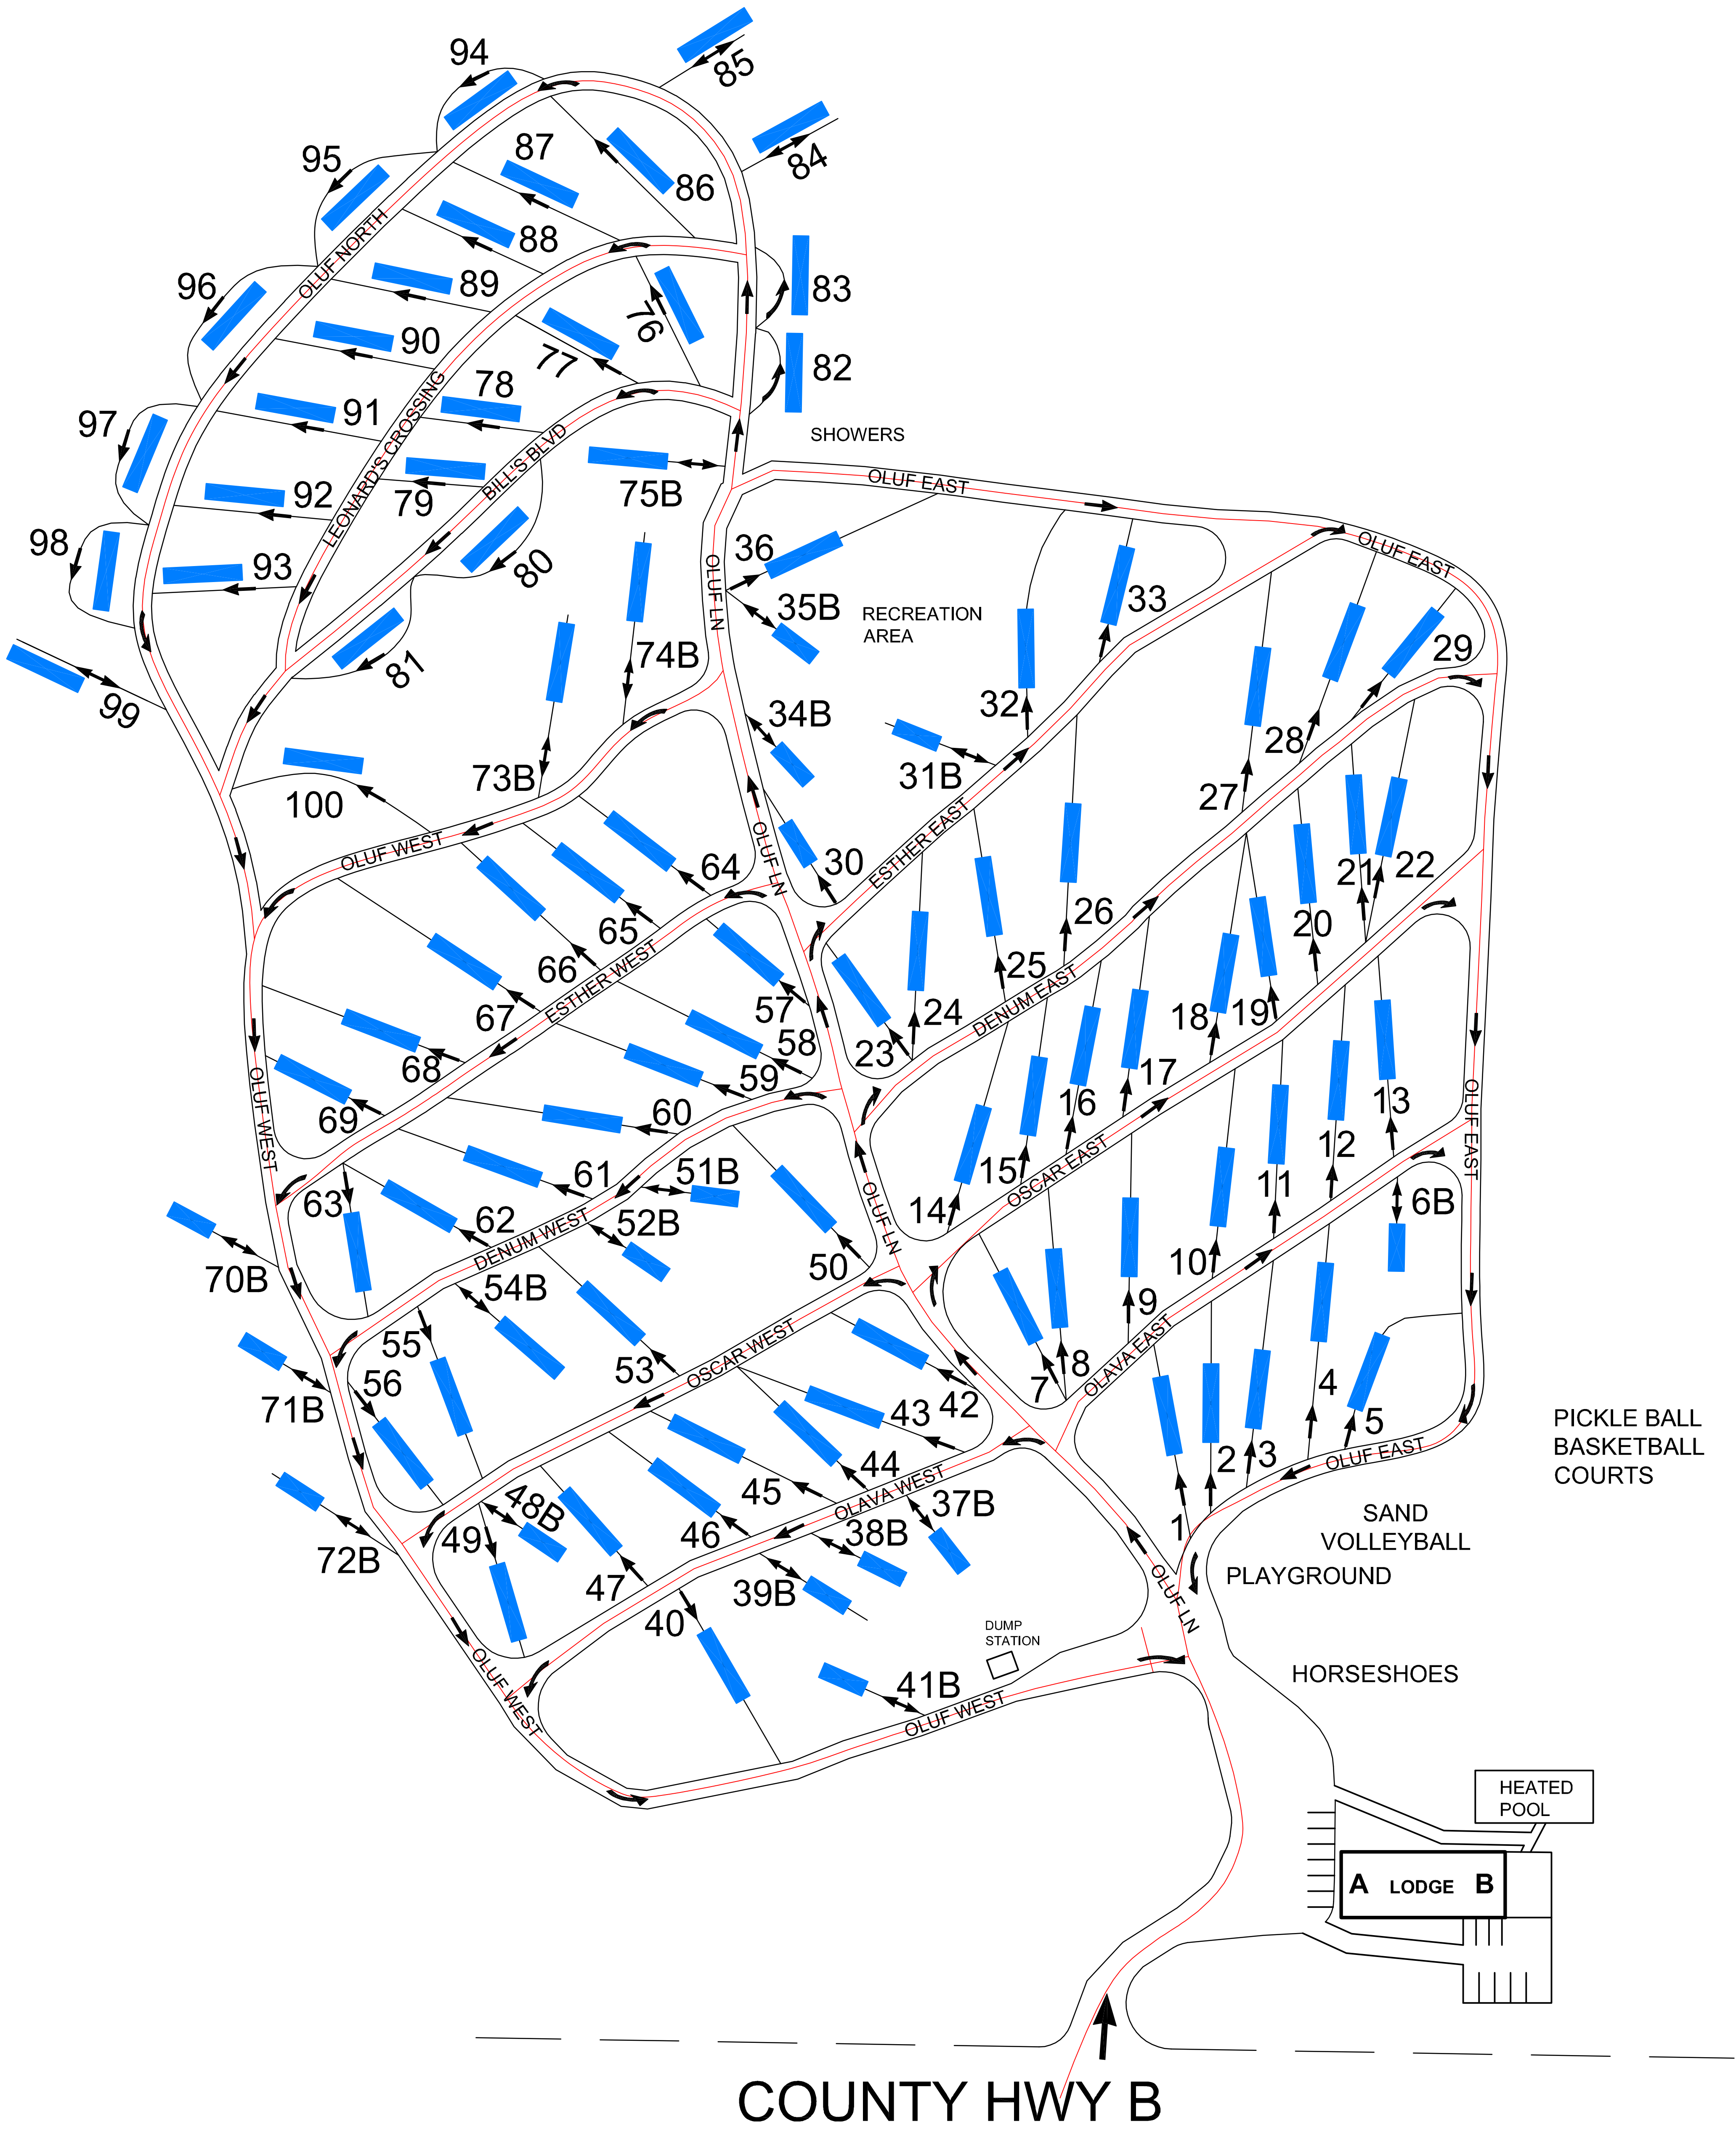 94
85
95
87
84
86
88
96
89
83
OLUF NORTH
90
76
77
82
97
91
78
LEONARD'S CROSSING
SHOWERS
BILL'S BLVD
92
79
75B
OLUF EAST
98
93
80
36
OLUF LN
OLUF EAST
35B
RECREATION
AREA
33
81
74B
29
99
34B
32
28
73B
31B
100
27
OLUF WEST
OLUF LN
ESTHER EAST
64
30
21
22
65
26
20
66
ESTHER WEST
25
67
57
24
DENUM EAST
18
19
58
23
68
59
17
OLUF WEST
69
60
16
13
OLUF EAST
12
61
51B
15
OSCAR EAST
11
63
62
52B
14
6B
DENUM WEST
OLUF LN
10
70B
54B
50
9
55
53
OSCAR WEST
8
OLAVA EAST
56
7
4
71B
43
42
5
PICKLE BALL
BASKETBALL
COURTS
44
2
3
OLUF EAST
45
OLAVA WEST
48B
37B
SAND
VOLLEYBALL
49
46
38B
1
72B
47
39B
OLUF LN
PLAYGROUND
40
DUMP
STATION
HORSESHOES
OLUF WEST
41B
OLUF WEST
HEATED
POOL
A LODGE B
COUNTY HWY B